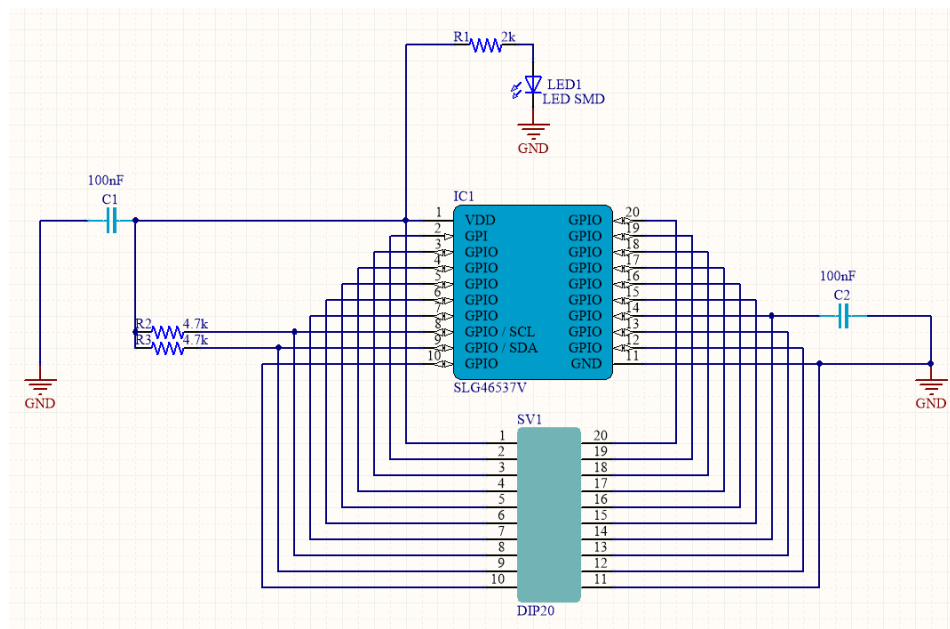 R1 2k
LED1
LED SMD
GND
100nF
C1
IC1
1 VDD GPIO 20
2 GPI GPIO 19
3 GPIO GPIO 18
4 GPIO GPIO 17
5 GPIO GPIO 16
6 GPIO GPIO 15
7 GPIO GPIO 14
8 GPIO / SCL GPIO 13
9 GPIO / SDA GPIO 12
10 GPIO GND 11
SLG46537V
R2 4.7k
R3 4.7k
GND
100nF
C2
GND
SV1
1 20
2 19
3 18
4 17
5 16
6 15
7 14
8 13
9 12
10 11
DIP20